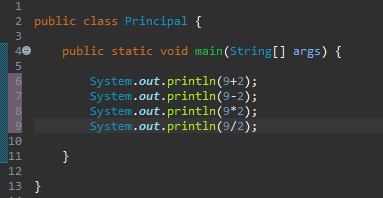 1
2 public class Principal {
3
4 public static void main(String[] args) {
5
6 System.out.println(9+2);
7 System.out.println(9-2);
8 System.out.println(9*2);
9 System.out.println(9/2);
10
11 }
12
13 }